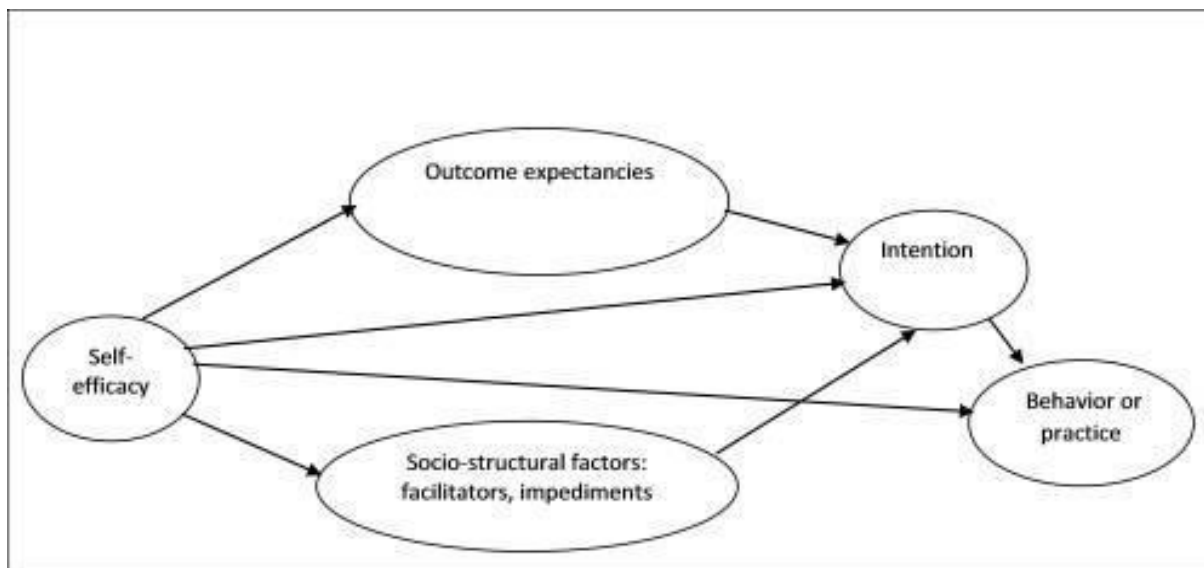 Outcome expectancies
Intention
Self-
efficacy
Behavior or
practice
Socio-structural factors:
facilitators, impediments